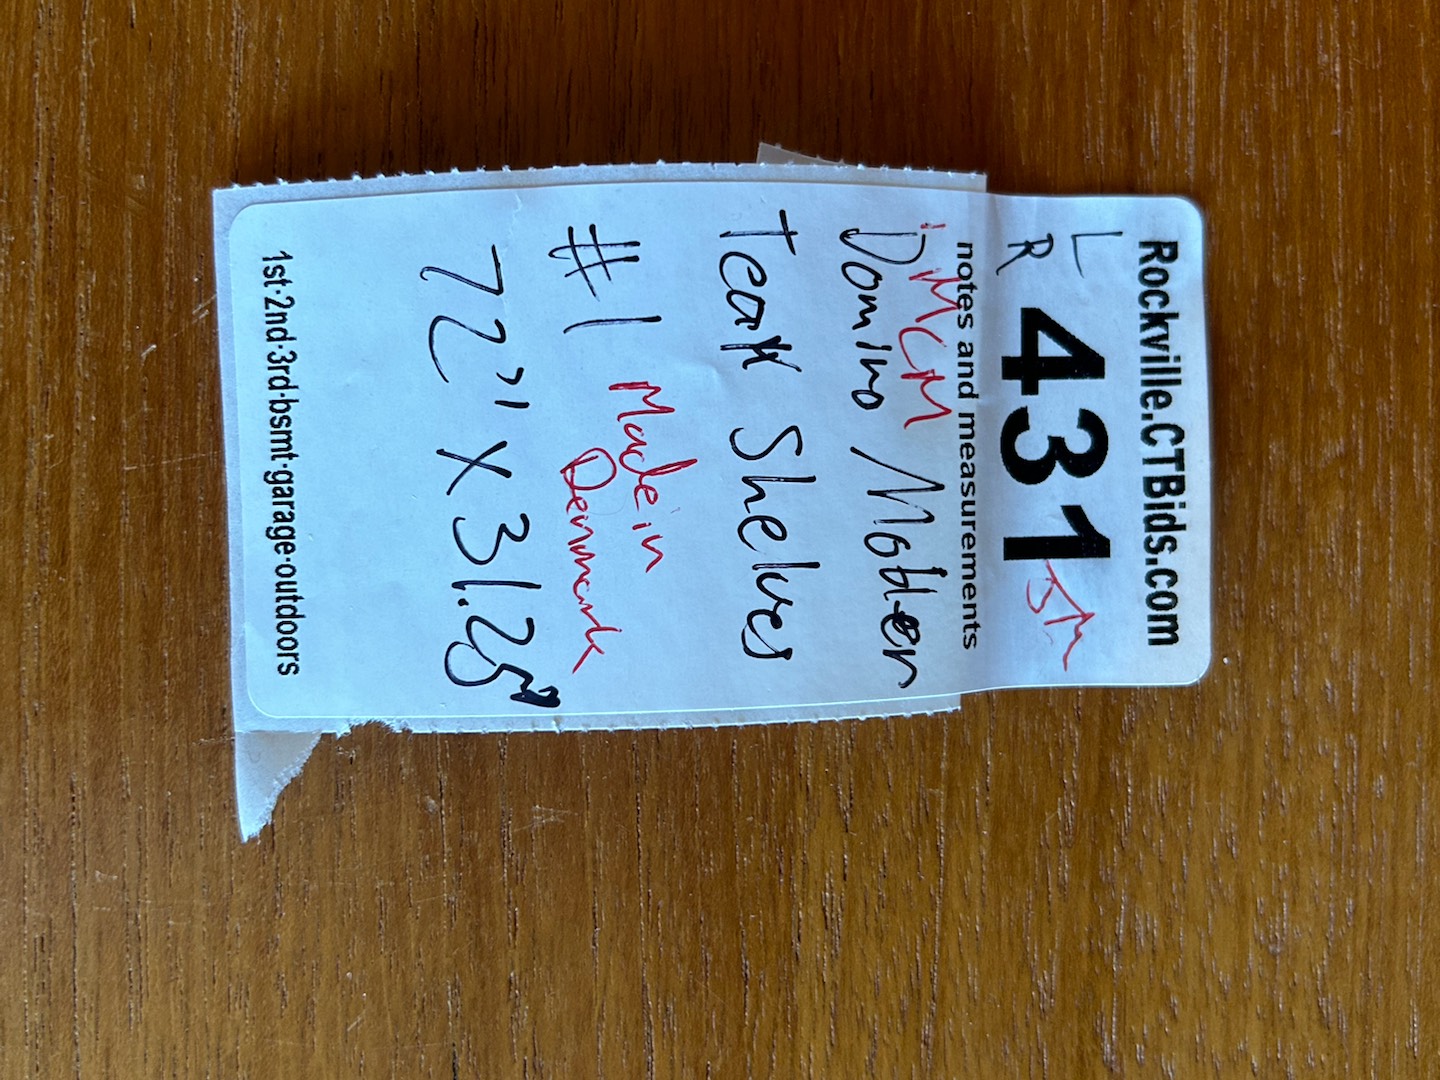 Rockville.CTBids.com
L
R
431
JM
notes and measurements
MCM
Domino Mobler
Teak Shelves
#1 Made in
Denmark
72" x 31.25"
1st·2nd·3rd·bsmt·garage·outdoors